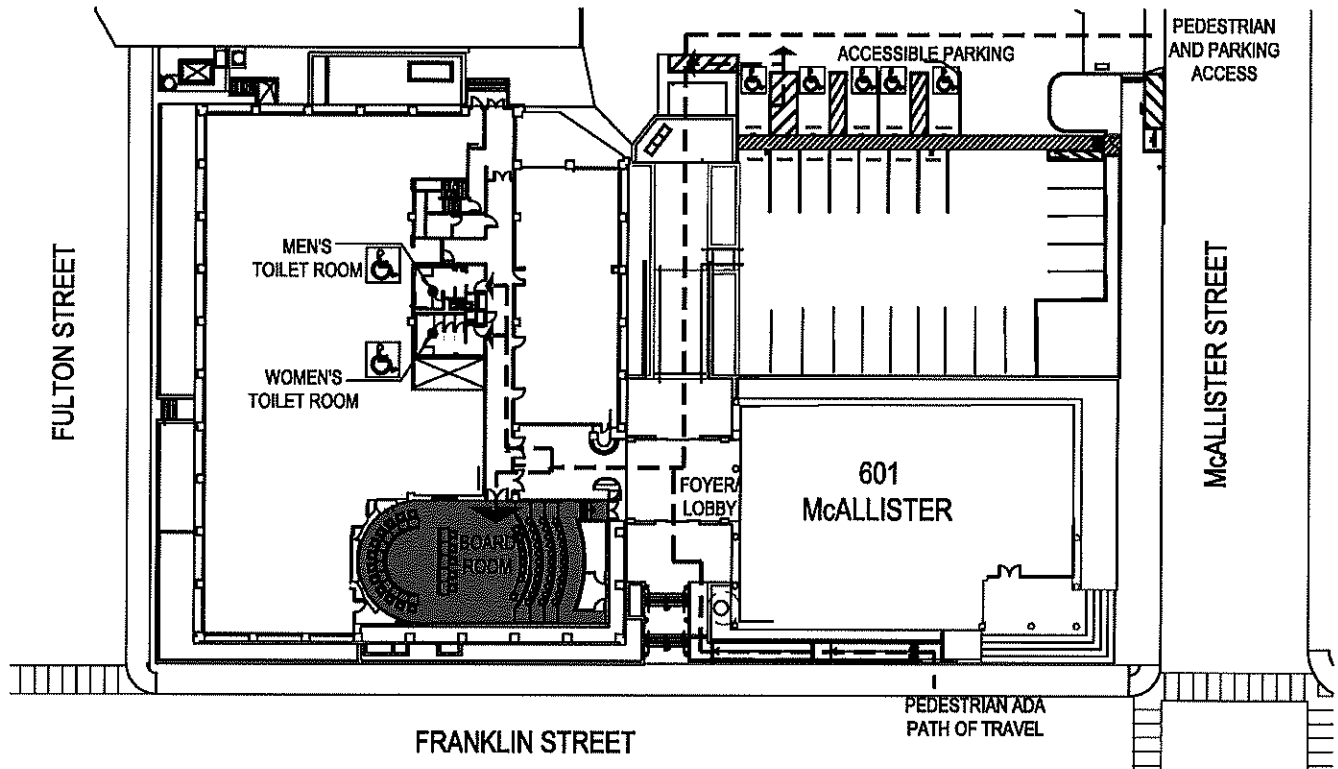 PEDESTRIAN
AND PARKING
ACCESS
ACCESSIBLE PARKING
MEN'S
TOILET ROOM
WOMEN'S
TOILET ROOM
FULTON STREET
McALLISTER STREET
601
McALLISTER
FOYER/
LOBBY
BOARD
ROOM
PEDESTRIAN ADA
PATH OF TRAVEL
FRANKLIN STREET